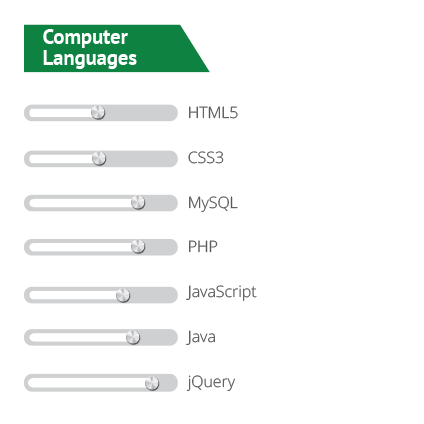 Computer
Languages
HTML5
CSS3
MySQL
PHP
JavaScript
Java
jQuery